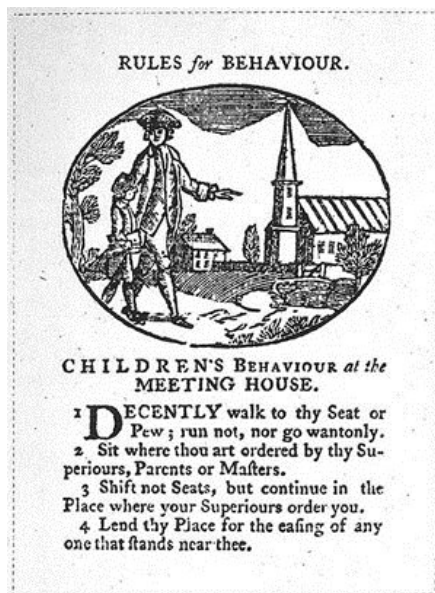 RULES for BEHAVIOUR.
CHILDREN'S BEHAVIOUR at the
MEETING HOUSE.
1 DECENTLY walk to thy Seat or
Pew; run not, nor go wantonly.
2 Sit where thou art ordered by thy Su-
periours, Parents or Maſters.
3 Shift not Seats, but continue in the
Place where your Superiours order you.
4 Lend thy Place for the eaſing of any
one that ſtands near thee.